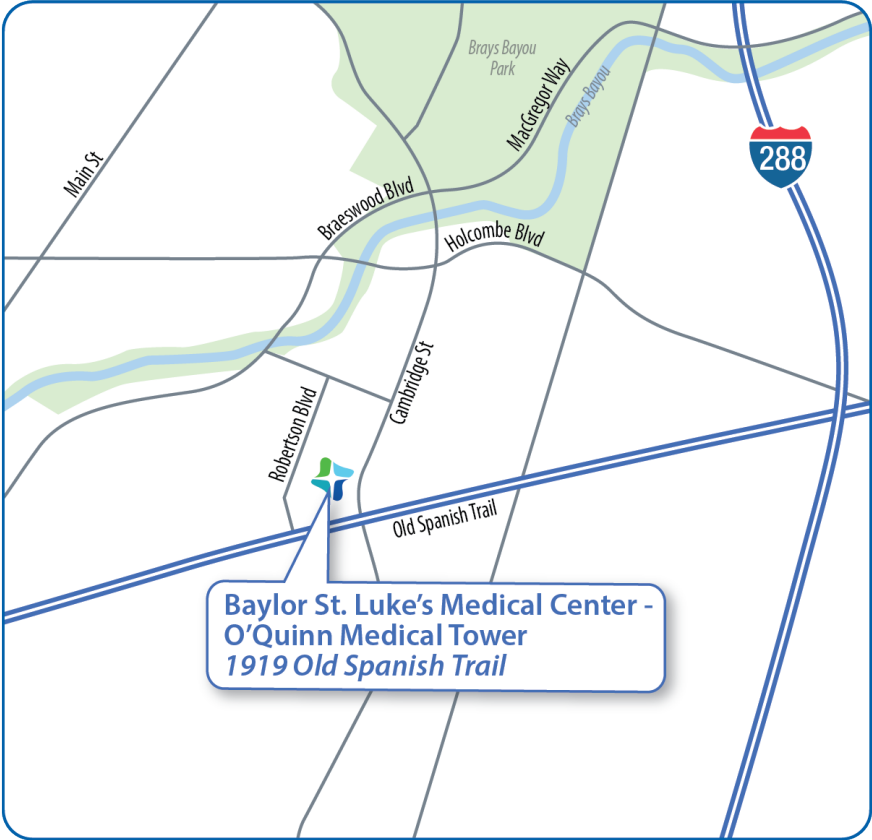 Brays Bayou
Park
MacGregor Way
Brays Bayou
288
Main St
Braeswood Blvd
Holcombe Blvd
Cambridge St
Robertson Blvd
Old Spanish Trail
Baylor St. Luke’s Medical Center -
O’Quinn Medical Tower
1919 Old Spanish Trail